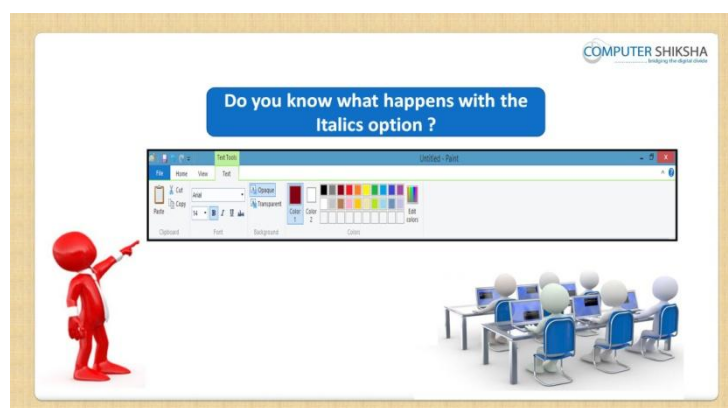 COMPUTER SHIKSHA
bridging the digital divide
Do you know what happens with the
Italics option ?
Text Tools
Untitled - Paint
File Home View Text
Cut
Copy
Paste
Arial
14 B I U abc
Opaque
Transparent
Color 1
Color 2
Edit colors
Clipboard Font Background Colors